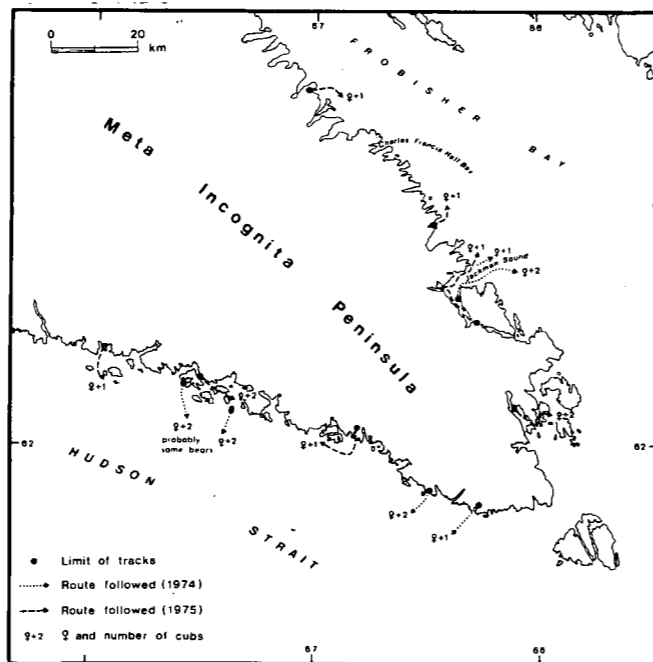 0 10 20
km
67
66
FROBISHER BAY
♀+1
Meta Incognita Peninsula
Charles Francis Hall Bay
♀+1
♀+1
♀+1
Jackman Sound
♀+2
♀+1
♀+2
♀+2
probably
same bears
♀+2
♀+1
♀+2
62
62
HUDSON STRAIT
♀+2
♀+1
Limit of tracks
Route followed (1974)
Route followed (1975)
♀+2 ♀ and number of cubs
67
66